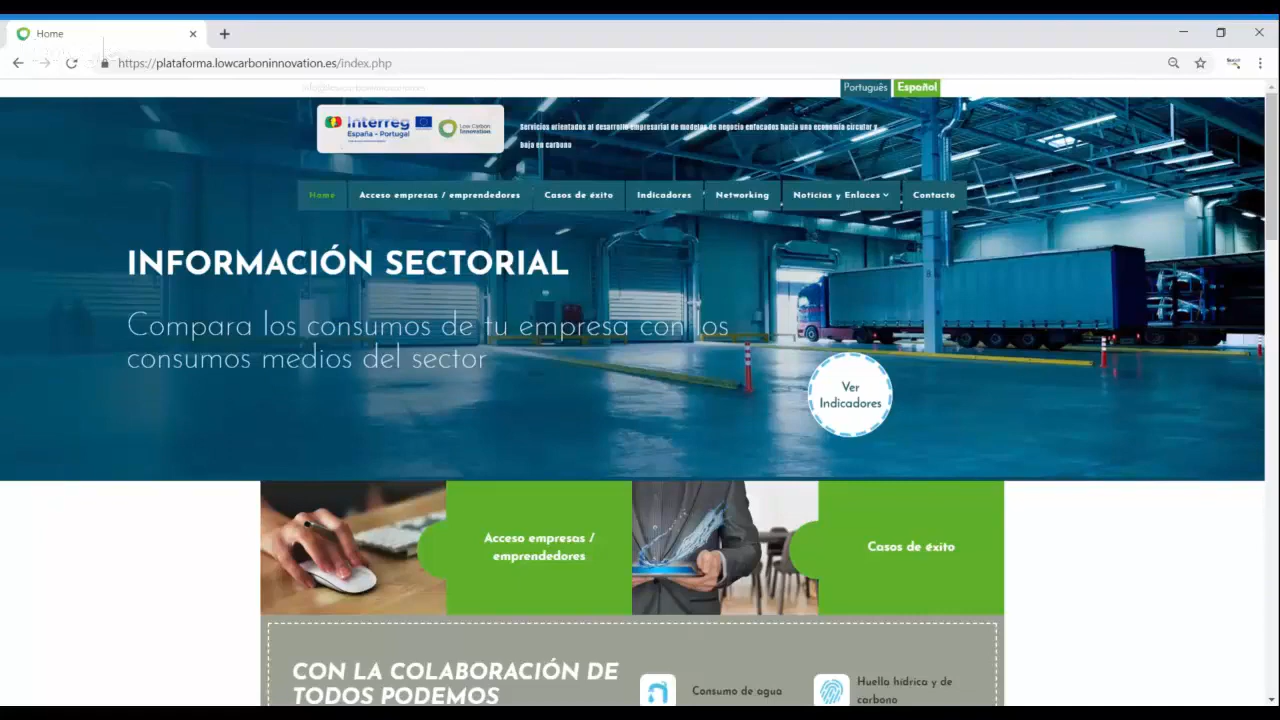 Home
https://plataforma.lowcarboninnovation.es/index.php
Português Español
Interreg
España - Portugal
Low Carbon
Innovation
Servicios orientados al desarrollo empresarial de modelos de negocio enfocados hacia una economía circular y
baja en carbono
Home Acceso empresas / emprendedores Casos de éxito Indicadores Networking Noticias y Enlaces Contacto
INFORMACIÓN SECTORIAL
Compara los consumos de tu empresa con los
consumos medios del sector
Ver
Indicadores
Acceso empresas /
emprendedores
Casos de éxito
CON LA COLABORACIÓN DE
TODOS PODEMOS
Consumo de agua
Huella hídrica y de
carbono